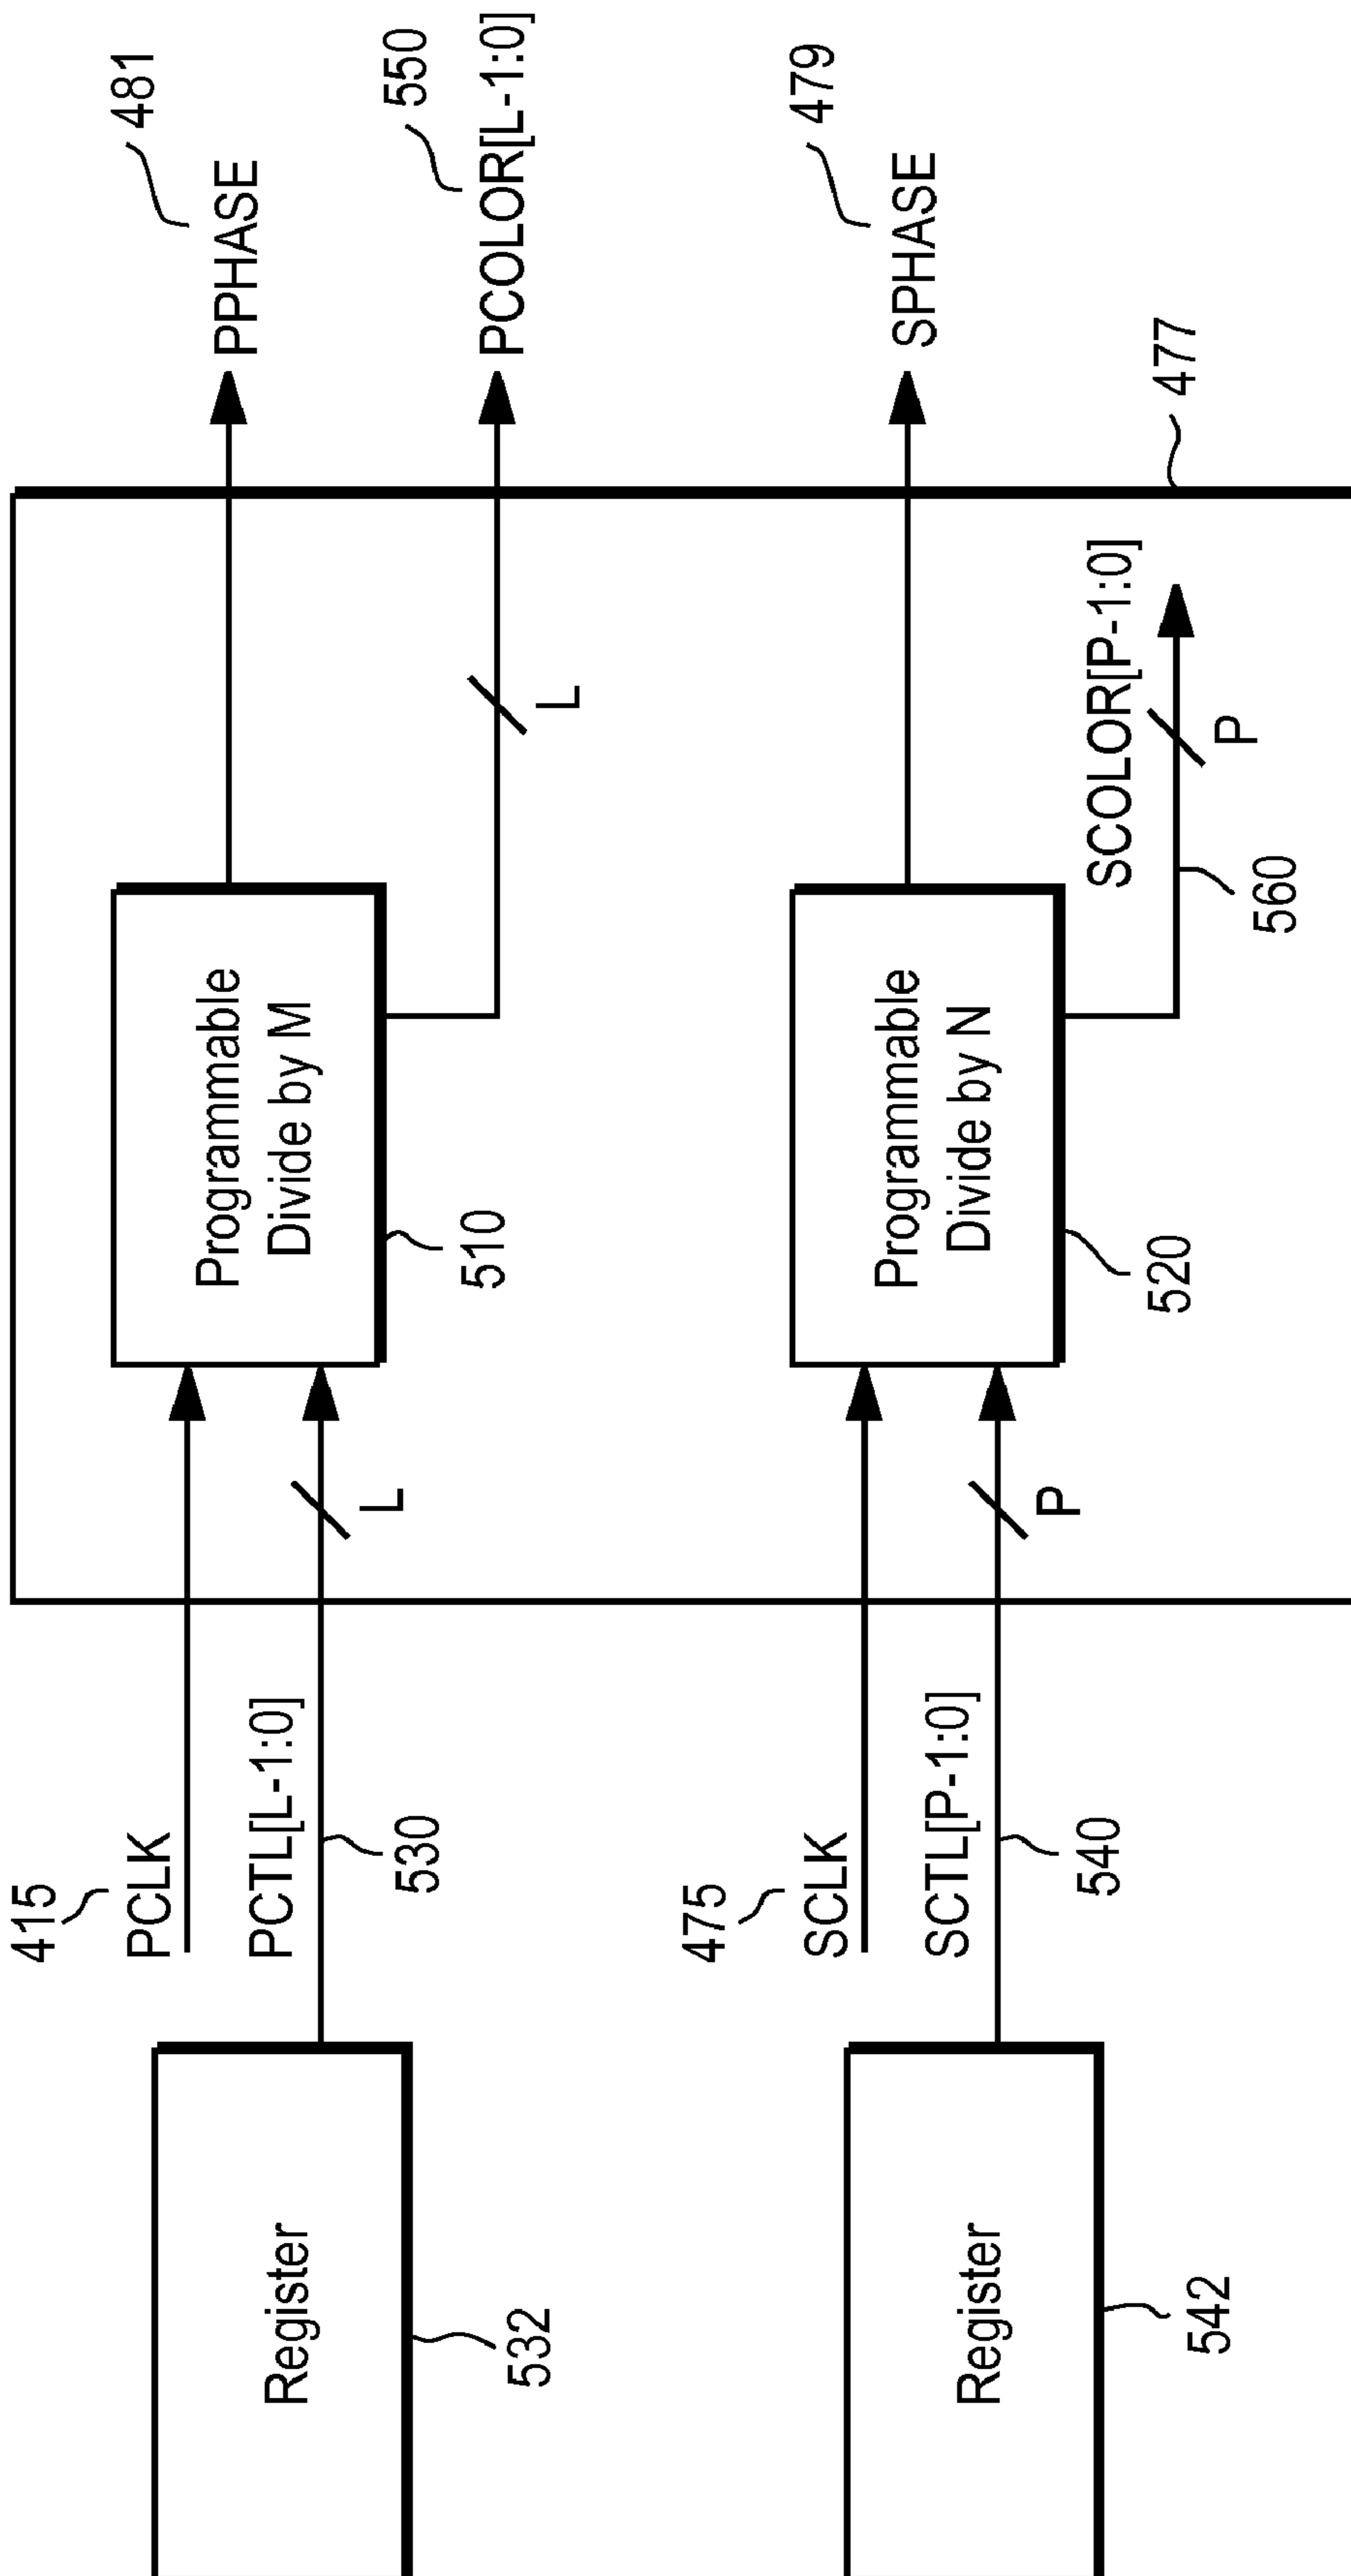 415
PCLK
PCTL[L-1:0]
530
L
Register
532
Programmable
Divide by M
510
481
PPHASE
550
PCOLOR[L-1:0]
L
475
SCLK
SCTL[P-1:0]
540
P
Register
542
Programmable
Divide by N
520
479
SPHASE
SCOLOR[P-1:0]
P
560
477